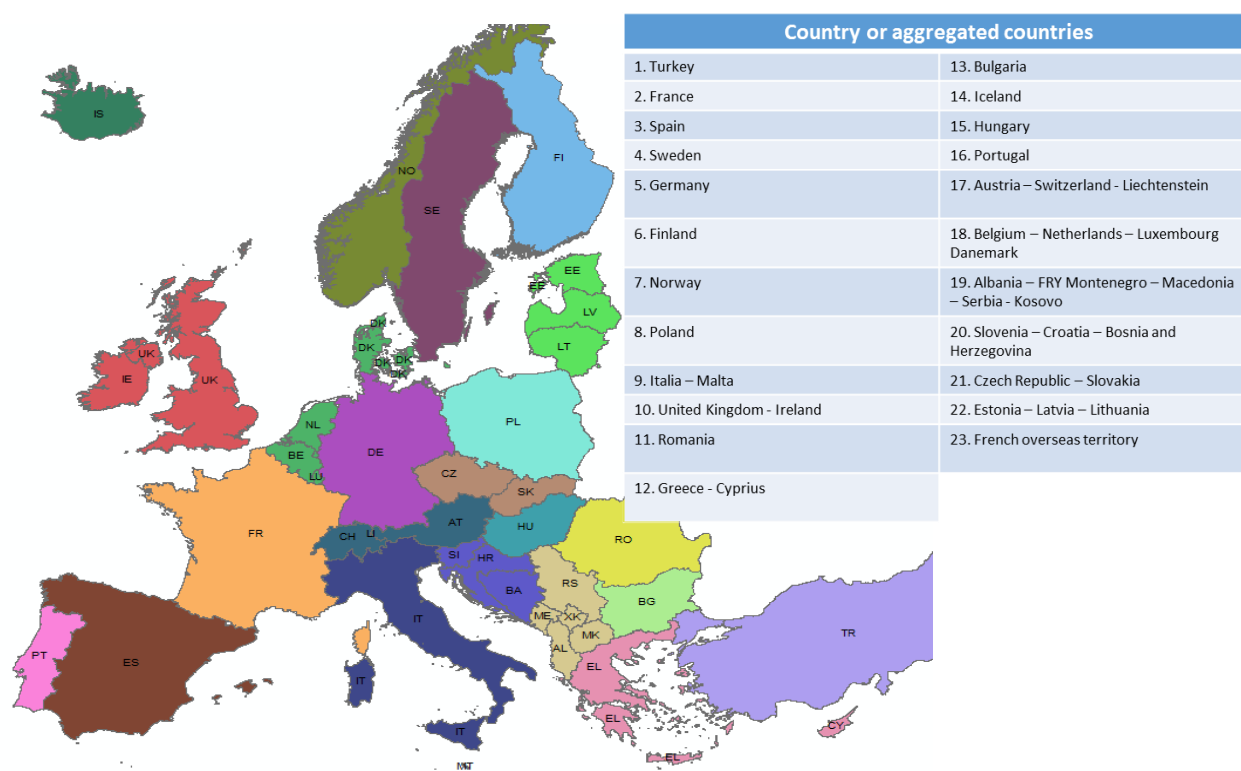 Country or aggregated countries
1. Turkey
13. Bulgaria
2. France
14. Iceland
3. Spain
15. Hungary
4. Sweden
16. Portugal
5. Germany
17. Austria – Switzerland - Liechtenstein
6. Finland
18. Belgium – Netherlands – Luxembourg
Danemark
7. Norway
19. Albania – FRY Montenegro – Macedonia
– Serbia - Kosovo
8. Poland
20. Slovenia – Croatia – Bosnia and
Herzegovina
9. Italia – Malta
21. Czech Republic – Slovakia
10. United Kingdom - Ireland
22. Estonia – Latvia – Lithuania
11. Romania
23. French overseas territory
12. Greece - Cyprius
IS
FI
NO
SE
EE
EE
LV
LT
DK
DK
DK
DK
DK
UK
IE
UK
NL
BE
LU
DE
PL
CZ
SK
FR
CH
LI
AT
HU
RO
SI
HR
BA
RS
ME
XK
BG
MK
AL
IT
TR
PT
ES
IT
EL
EL
IT
CY
EL